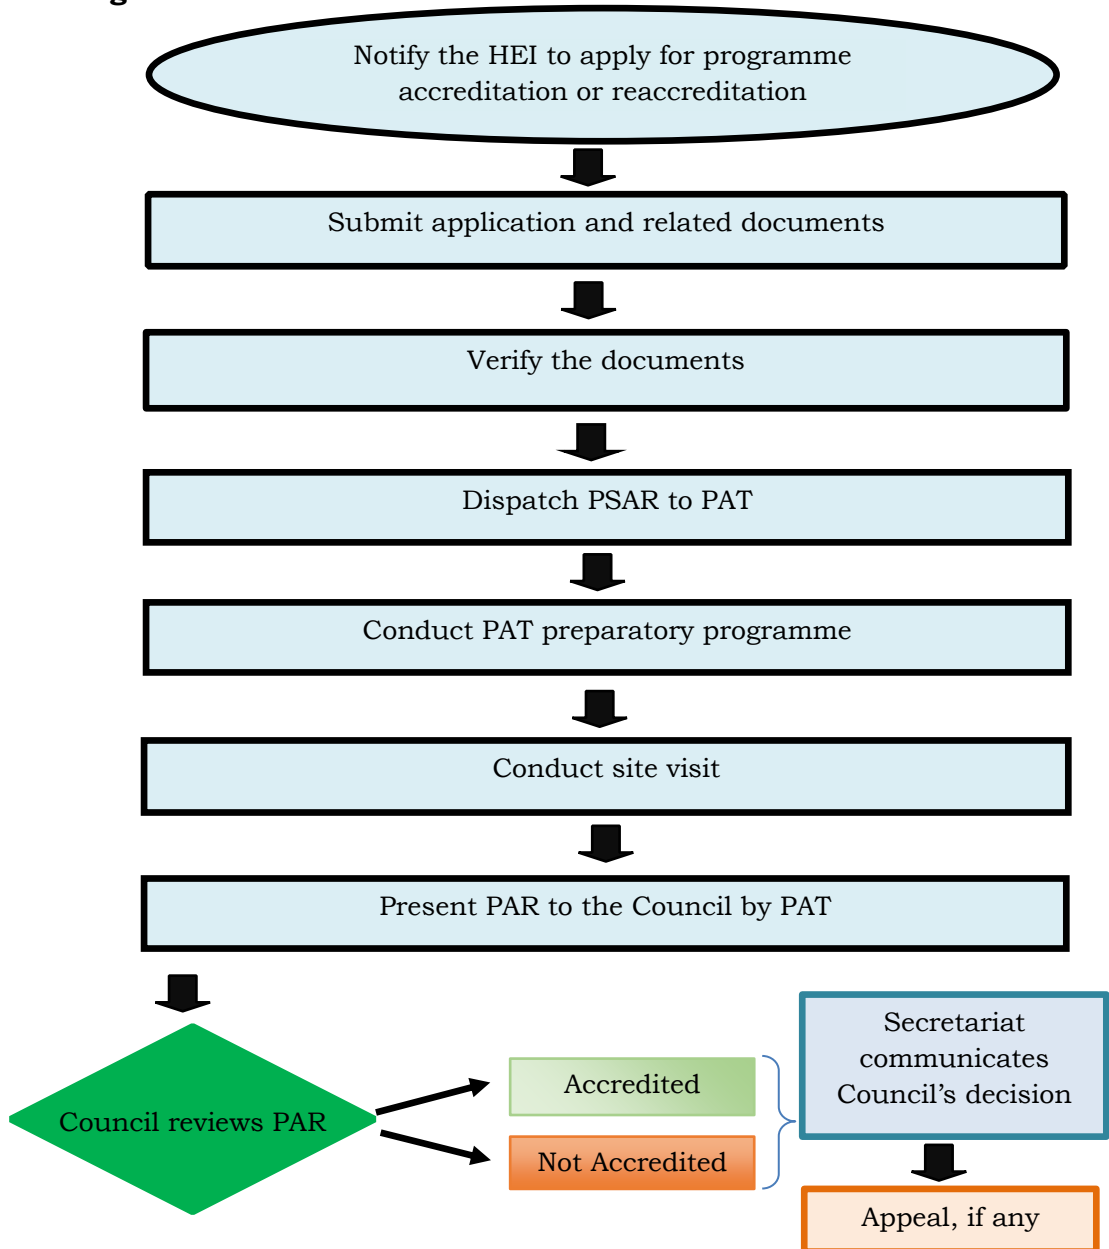 Notify the HEI to apply for programme
accreditation or reaccreditation
Submit application and related documents
Verify the documents
Dispatch PSAR to PAT
Conduct PAT preparatory programme
Conduct site visit
Present PAR to the Council by PAT
Council reviews PAR
Accredited
Not Accredited
Secretariat
communicates
Council’s decision
Appeal, if any